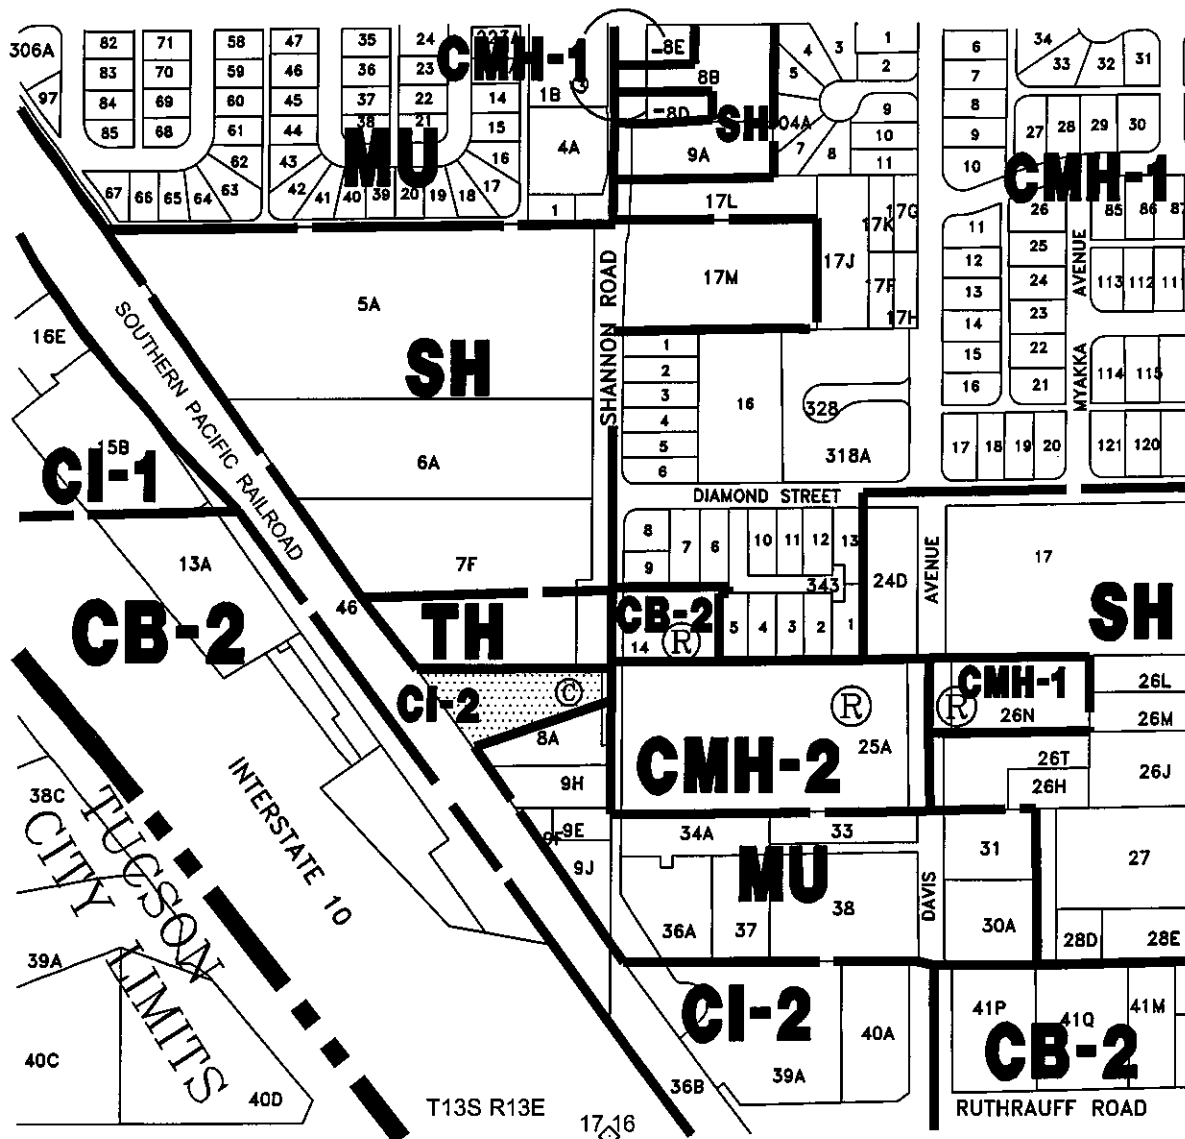 306A 82 71 58 47 35 24 223A CMH-1 8E 4 3 1 6 34
83 70 59 46 36 23 8B 5 2 7 33 32 31
97 84 69 60 45 37 22 14 1B 8D SH 9 8 27 28 29 30
85 68 61 44 38 21 15 4A 9A 04A 10 9
MU 62 43 16 7 8 11 10 CMH-1
67 66 65 64 63 42 41 40 39 20 19 18 17 1 17L 17K 17G 11 26 85 86 87
5A SHANNON ROAD 17M 17J 12 25 MYAKKA AVENUE
SOUTHERN PACIFIC RAILROAD 17F 13 24 113 112 111
16E 17H 14 23
SH 1 15 22
2 16 21 114 115
3 16 328
4
5 318A 17 18 19 20 121 120
6
15B
CI-1 6A
DIAMOND STREET
13A 7F 8 7 6 10 11 12 13 24D AVENUE 17
9 343
CB-2 46 TH CB-2 SH
14 R 5 4 3 2 1
CI-2 © CMH-1 26L
R R 26N 26M
8A CMH-2 25A
INTERSTATE 10 26T 26J
38C 9H 26H
TUCSON
CITY
LIMITS
9E 34A 33 31 27
9F MU
9J 38 DAVIS
36A 37 30A 28D 28E
39A
CI-2 41P 41Q 41M
40A CB-2
40C 39A
40D 36B
T13S R13E
17 16
RUTHRAUFF ROAD